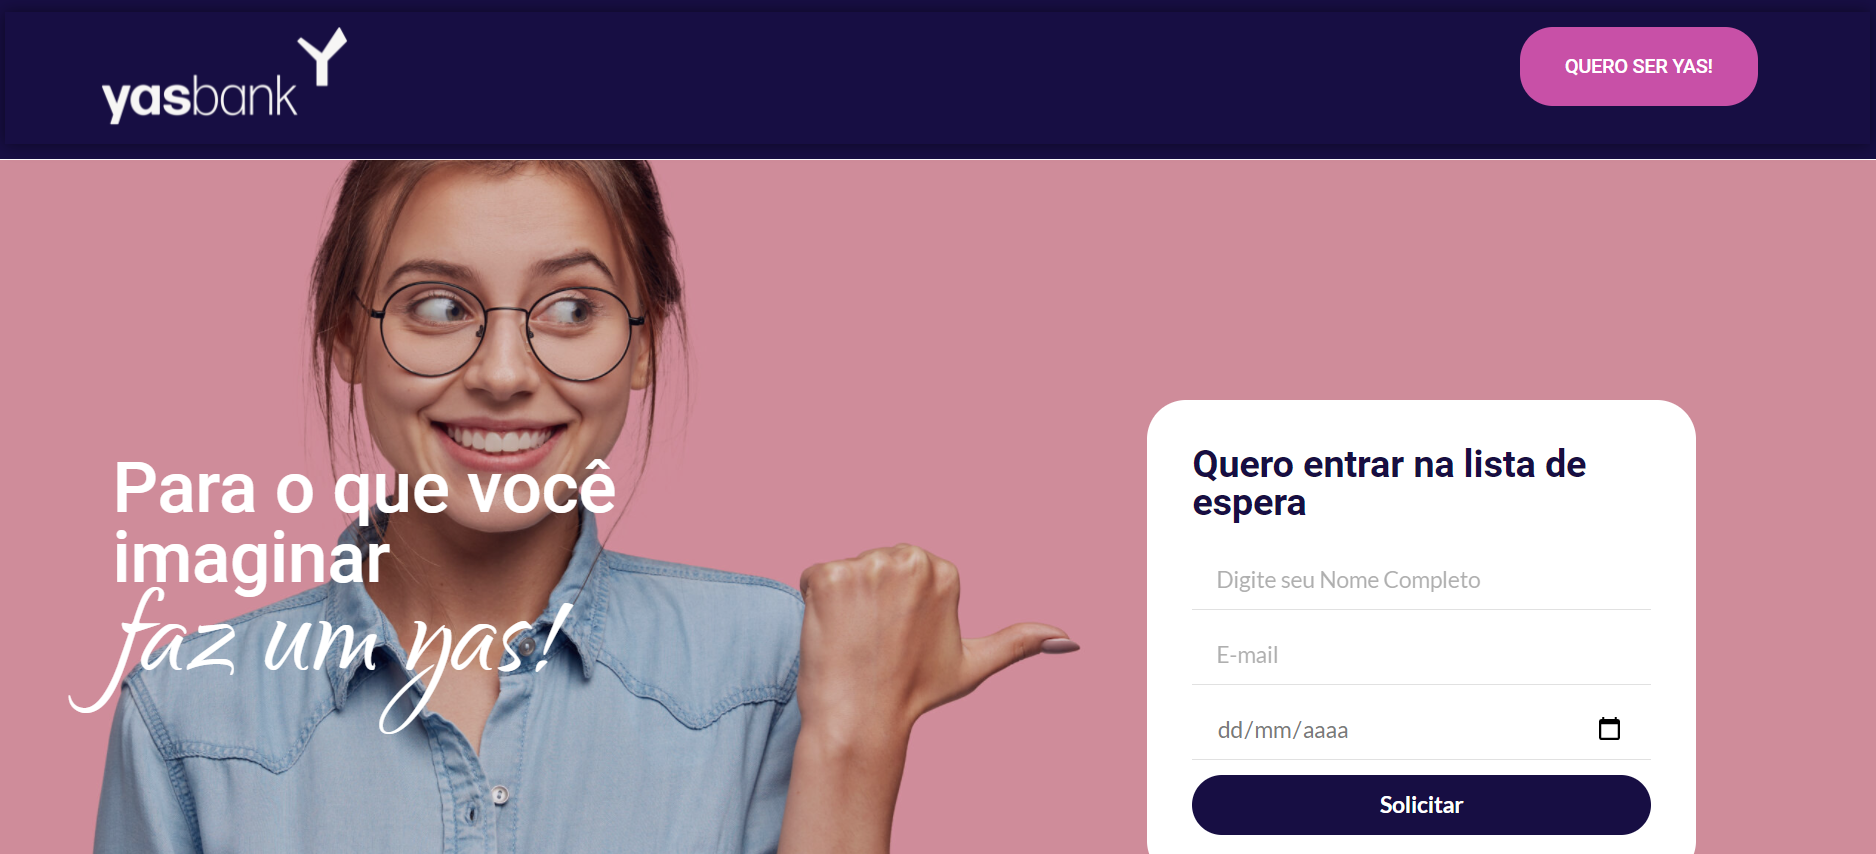 yasbank
QUERO SER YAS!
Para o que você
imaginar
faz um yas!
Quero entrar na lista de
espera
Digite seu Nome Completo
E-mail
dd/mm/aaaa
Solicitar